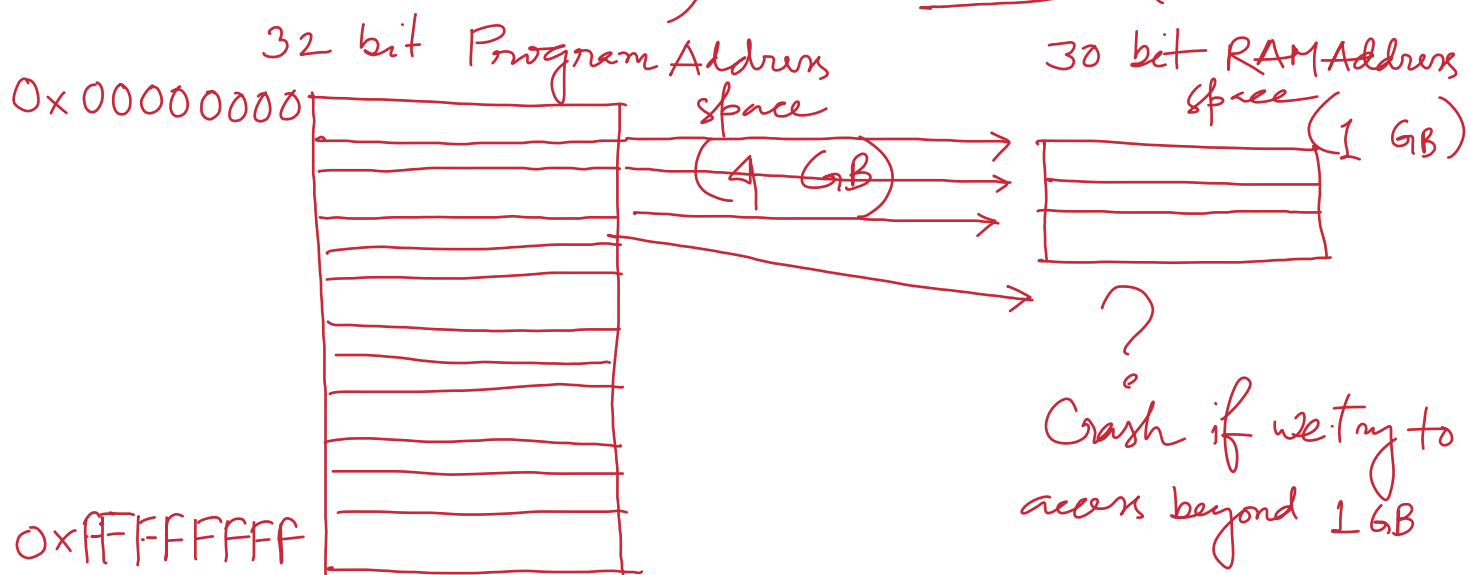 32 bit Program Address space
(4 GB)
0x00000000
0xFFFFFFFF
30 bit RAM Address space
(1 GB)
?
Crash if we try to
access beyond 1 GB